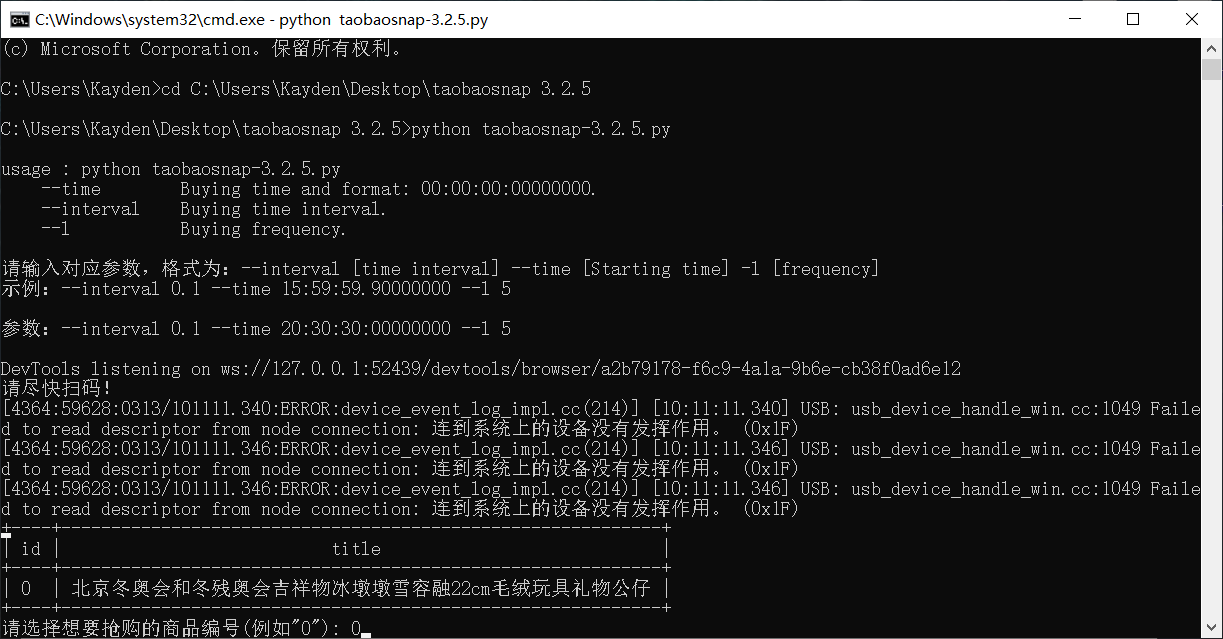 C:\Windows\system32\cmd.exe - python  taobaosnap-3.2.5.py
(c) Microsoft Corporation。保留所有权利。
C:\Users\Kayden>cd C:\Users\Kayden\Desktop\taobaosnap 3.2.5
C:\Users\Kayden\Desktop\taobaosnap 3.2.5>python taobaosnap-3.2.5.py
usage : python taobaosnap-3.2.5.py
--time        Buying time and format: 00:00:00:00000000.
--interval    Buying time interval.
--l           Buying frequency.
请输入对应参数，格式为：--interval [time interval] --time [Starting time] -l [frequency]
示例：--interval 0.1 --time 15:59:59.90000000 --l 5
参数：--interval 0.1 --time 20:30:30:00000000 --l 5
DevTools listening on ws://127.0.0.1:52439/devtools/browser/a2b79178-f6c9-4a1a-9b6e-cb38f0ad6e12
请尽快扫码！
[4364:59628:0313/101111.340:ERROR:device_event_log_impl.cc(214)] [10:11:11.340] USB: usb_device_handle_win.cc:1049 Faile
d to read descriptor from node connection: 连到系统上的设备没有发挥作用。 (0x1F)
[4364:59628:0313/101111.346:ERROR:device_event_log_impl.cc(214)] [10:11:11.346] USB: usb_device_handle_win.cc:1049 Faile
d to read descriptor from node connection: 连到系统上的设备没有发挥作用。 (0x1F)
[4364:59628:0313/101111.346:ERROR:device_event_log_impl.cc(214)] [10:11:11.346] USB: usb_device_handle_win.cc:1049 Faile
d to read descriptor from node connection: 连到系统上的设备没有发挥作用。 (0x1F)
+----+-------------------------------------------------------------+
| id |                           title                             |
+----+-------------------------------------------------------------+
| 0  | 北京冬奥会和冬残奥会吉祥物冰墩墩雪容融22cm毛绒玩具礼物公仔 |
+----+-------------------------------------------------------------+
请选择想要抢购的商品编号(例如"0"): 0